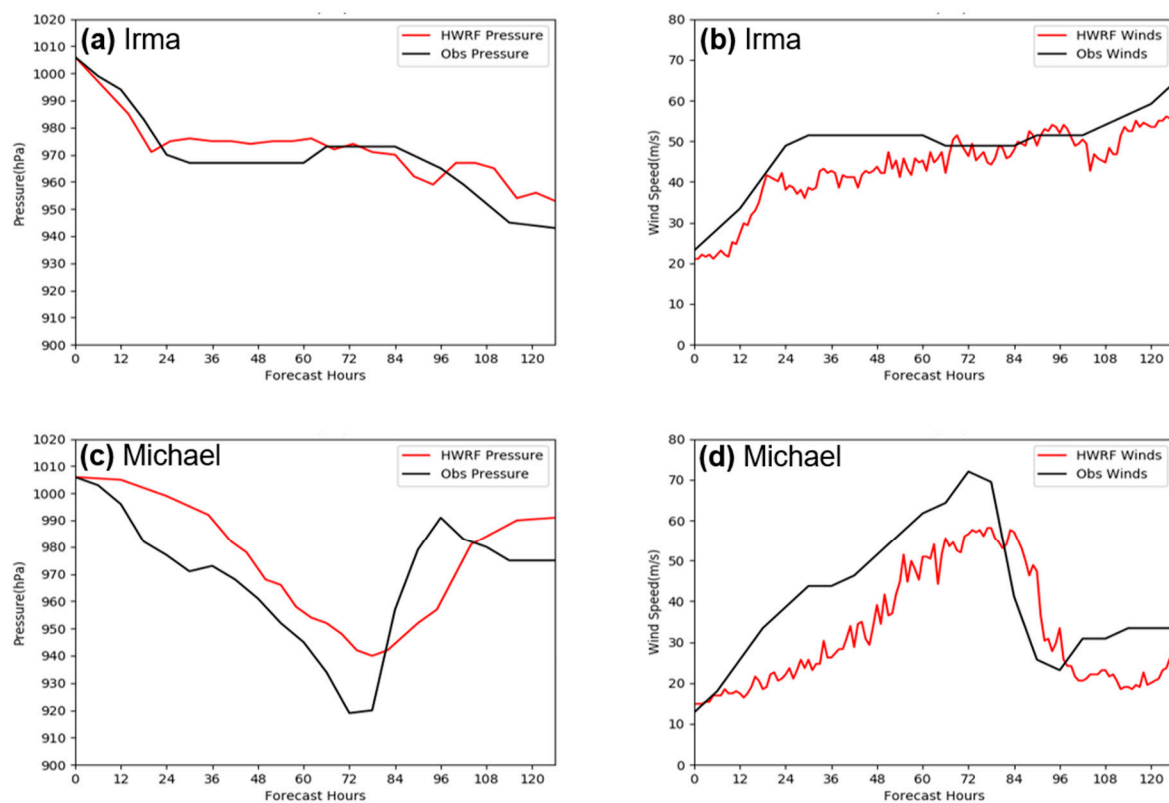 (a) Irma
HWRF Pressure
Obs Pressure
Pressure(hPa)
1020
1000
990
980
970
960
950
940
930
920
910
900
0 12 24 36 48 60 72 84 96 108 120
Forecast Hours
(b) Irma
HWRF Winds
Obs Winds
Wind Speed(m/s)
80
70
60
50
40
30
20
10
0
0 12 24 36 48 60 72 84 96 108 120
Forecast Hours
(c) Michael
HWRF Pressure
Obs Pressure
Pressure(hPa)
1020
1010
1000
990
980
970
960
950
940
930
920
910
900
0 12 24 36 48 60 72 84 96 108 120
Forecast Hours
(d) Michael
HWRF Winds
Obs Winds
Wind Speed(m/s)
80
70
60
50
40
30
20
10
0
0 12 24 36 48 60 72 84 96 108 120
Forecast Hours